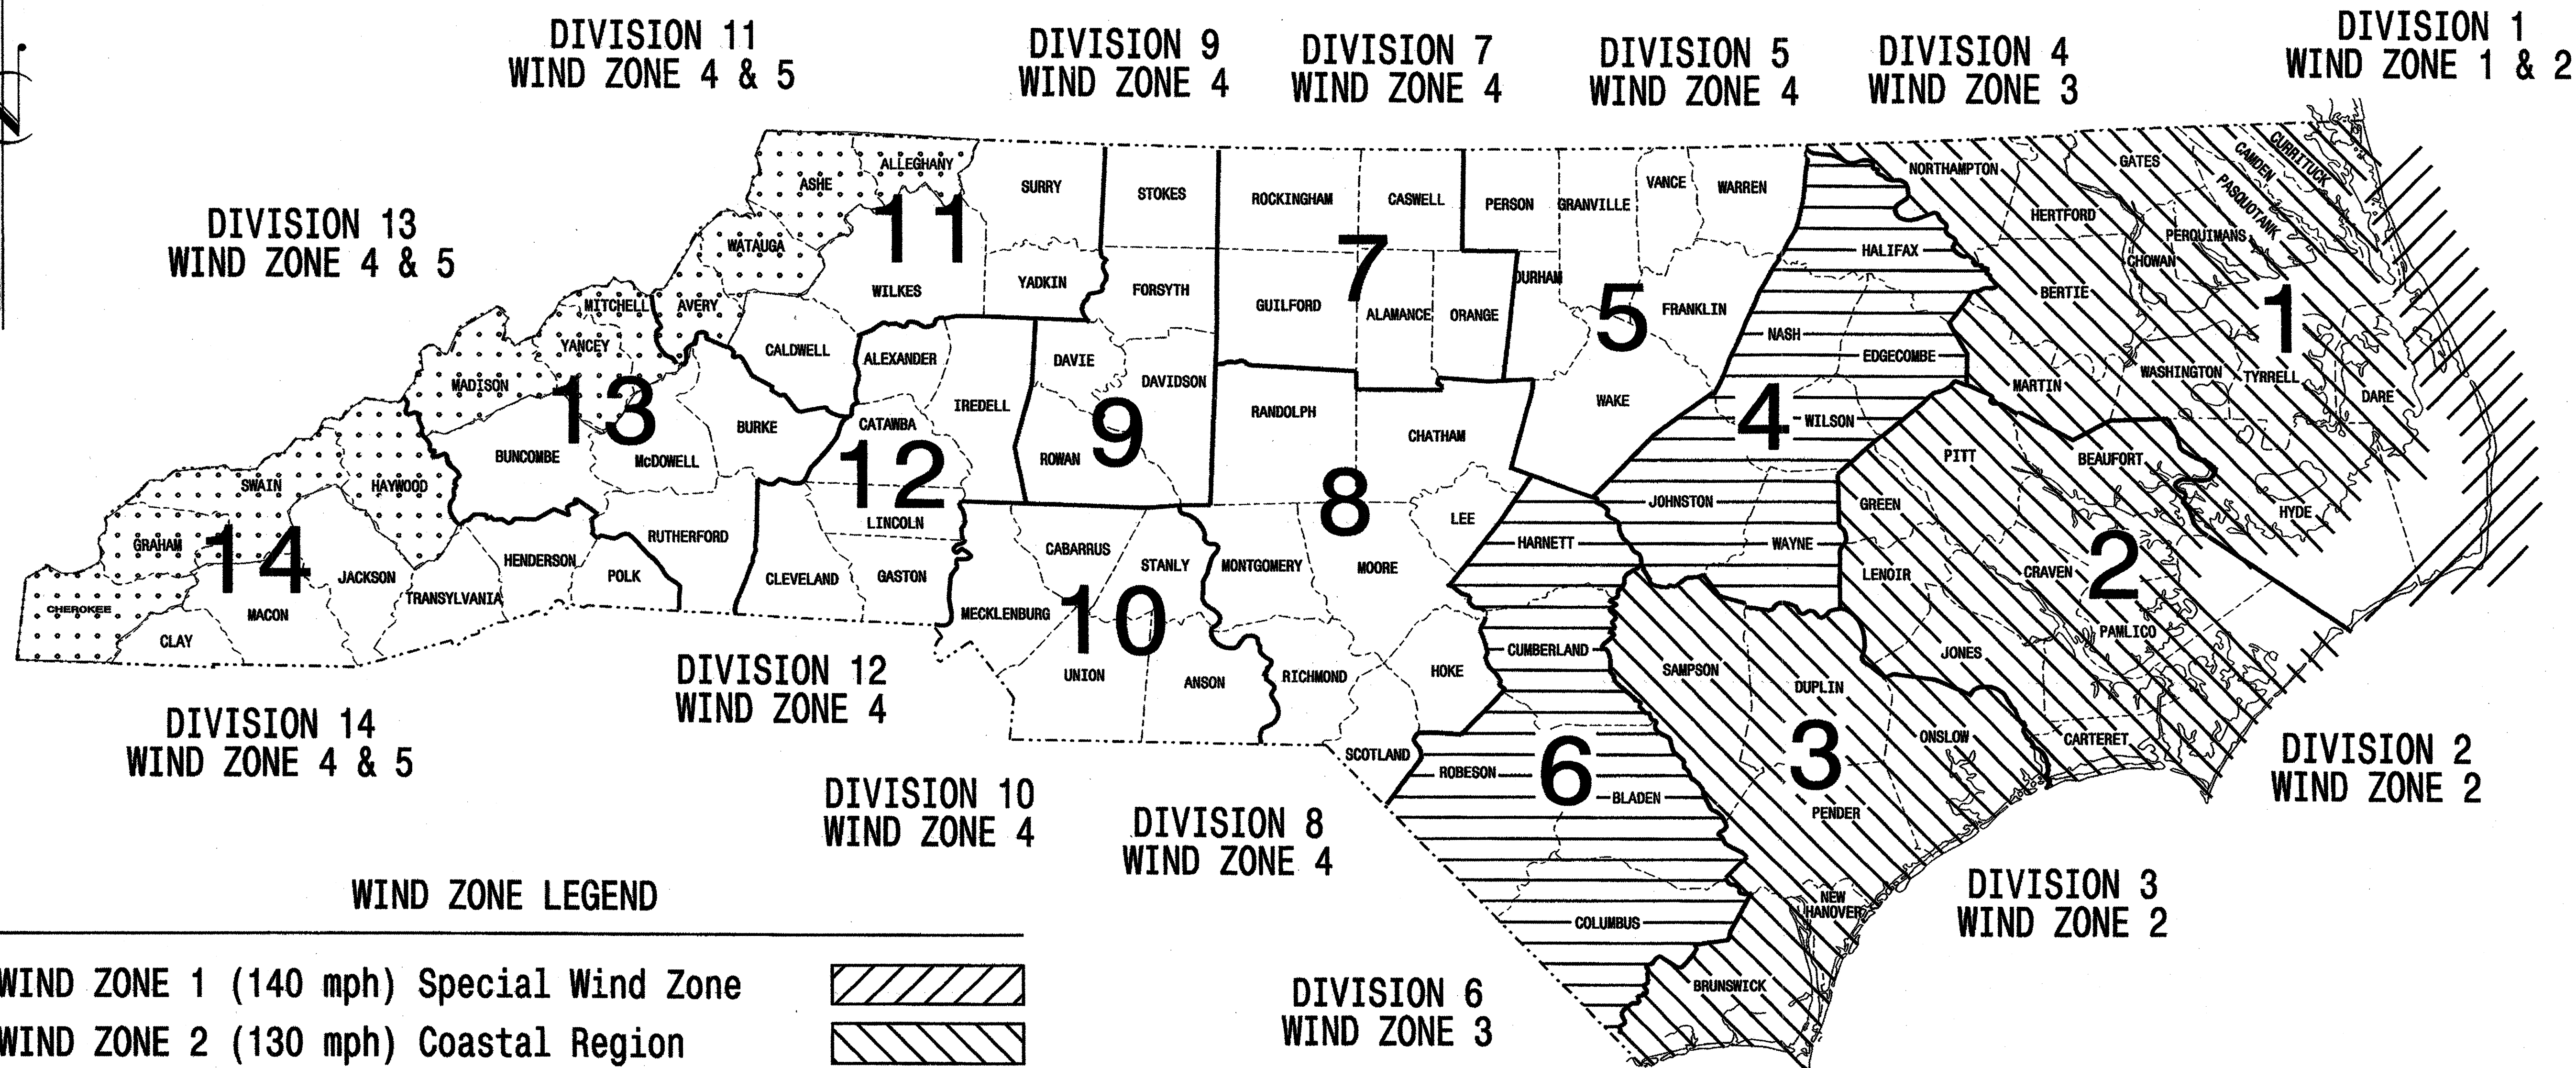 DIVISION 11
WIND ZONE 4 & 5
DIVISION 9
WIND ZONE 4
DIVISION 7
WIND ZONE 4
DIVISION 5
WIND ZONE 4
DIVISION 4
WIND ZONE 3
DIVISION 1
WIND ZONE 1 & 2
N
DIVISION 13
WIND ZONE 4 & 5
ASHE
ALLEGHANY
SURRY
STOKES
ROCKINGHAM
CASWELL
PERSON
GRANVILLE
VANCE
WARREN
NORTHAMPTON
GATES
CAMDEN
CURRITUCK
PASQUOTANK
HERTFORD
PERQUIMANS
CHOWAN
HALIFAX
WATAUGA
11
WILKES
YADKIN
FORSYTH
7
GUILFORD
ALAMANCE
ORANGE
DURHAM
5
FRANKLIN
NASH
EDGECOMBE
BERTIE
1
MITCHELL
AVERY
YANCEY
MADISON
13
CALDWELL
ALEXANDER
IREDELL
DAVIE
DAVIDSON
9
ROWAN
RANDOLPH
CHATHAM
WAKE
4
WILSON
MARTIN
WASHINGTON
TYRRELL
DARE
BUNCOMBE
McDOWELL
BURKE
CATAWBA
12
LINCOLN
PITT
BEAUFORT
HYDE
SWAIN
HAYWOOD
GRAHAM
14
JACKSON
MACON
CHEROKEE
CLAY
TRANSYLVANIA
HENDERSON
POLK
RUTHERFORD
CLEVELAND
GASTON
MECKLENBURG
CABARRUS
STANLY
10
UNION
ANSON
MONTGOMERY
8
MOORE
LEE
RICHMOND
HOKE
SCOTLAND
HARNETT
JOHNSTON
WAYNE
GREEN
LENOIR
CRAVEN
2
PAMLICO
JONES
CARTERET
CUMBERLAND
SAMPSON
DUPLIN
ONSLOW
3
PENDER
ROBESON
6
BLADEN
COLUMBUS
NEW
HANOVER
BRUNSWICK
DIVISION 14
WIND ZONE 4 & 5
DIVISION 12
WIND ZONE 4
DIVISION 10
WIND ZONE 4
DIVISION 8
WIND ZONE 4
DIVISION 6
WIND ZONE 3
DIVISION 3
WIND ZONE 2
DIVISION 2
WIND ZONE 2
WIND ZONE LEGEND
WIND ZONE 1 (140 mph) Special Wind Zone
WIND ZONE 2 (130 mph) Coastal Region